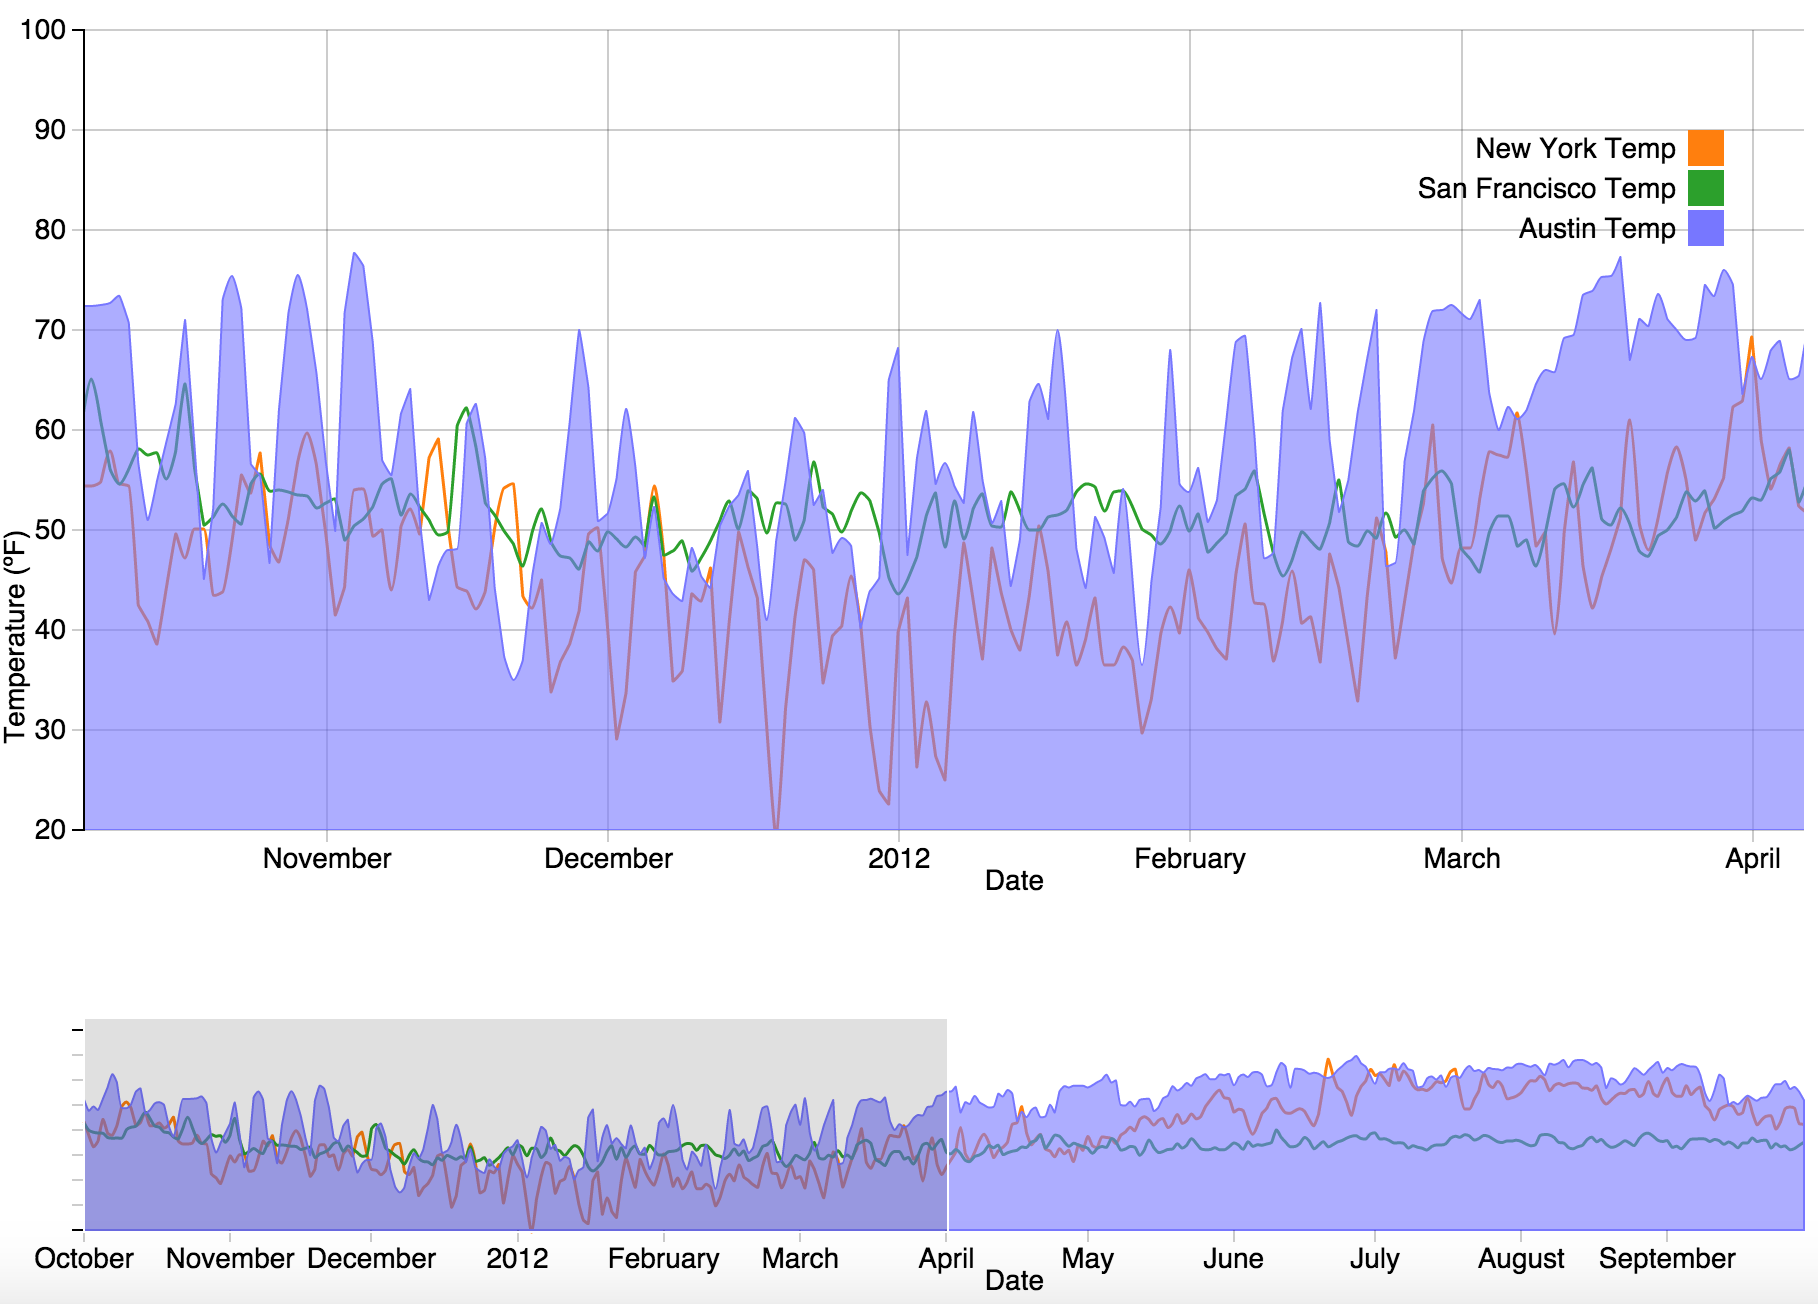 100
90
80
70
60
50
40
30
20
Temperature (ºF)
New York Temp
San Francisco Temp
Austin Temp
November December 2012 February March April
Date
October November December 2012 February March April May June July August September
Date